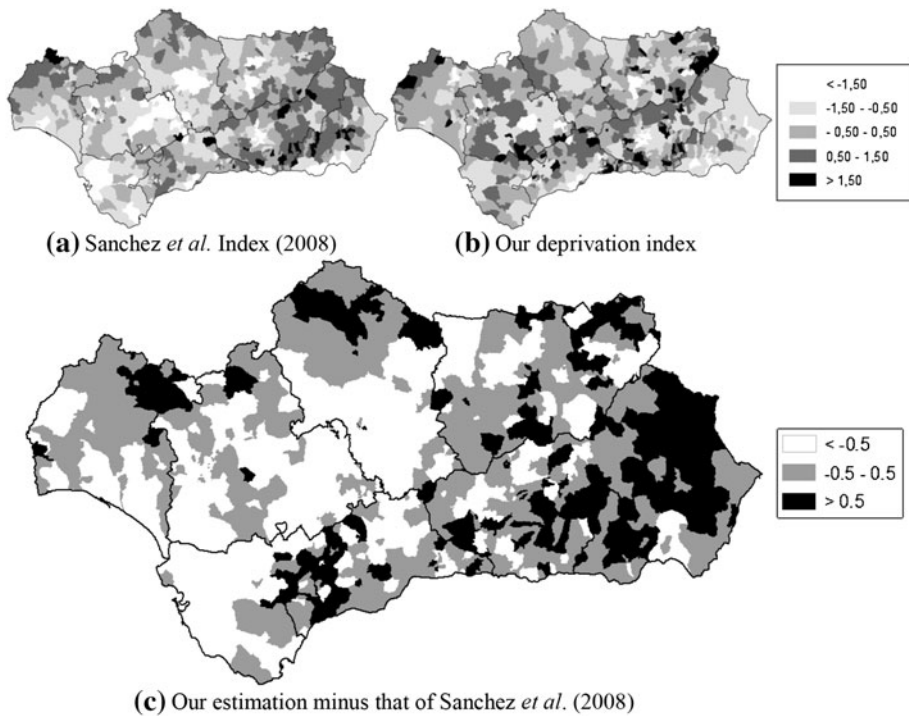 < -1,50
-1,50 - -0,50
- 0,50 - 0,50
0,50 - 1,50
> 1,50
(a) Sanchez et al. Index (2008)
(b) Our deprivation index
< -0.5
-0.5 - 0.5
> 0.5
(c) Our estimation minus that of Sanchez et al. (2008)